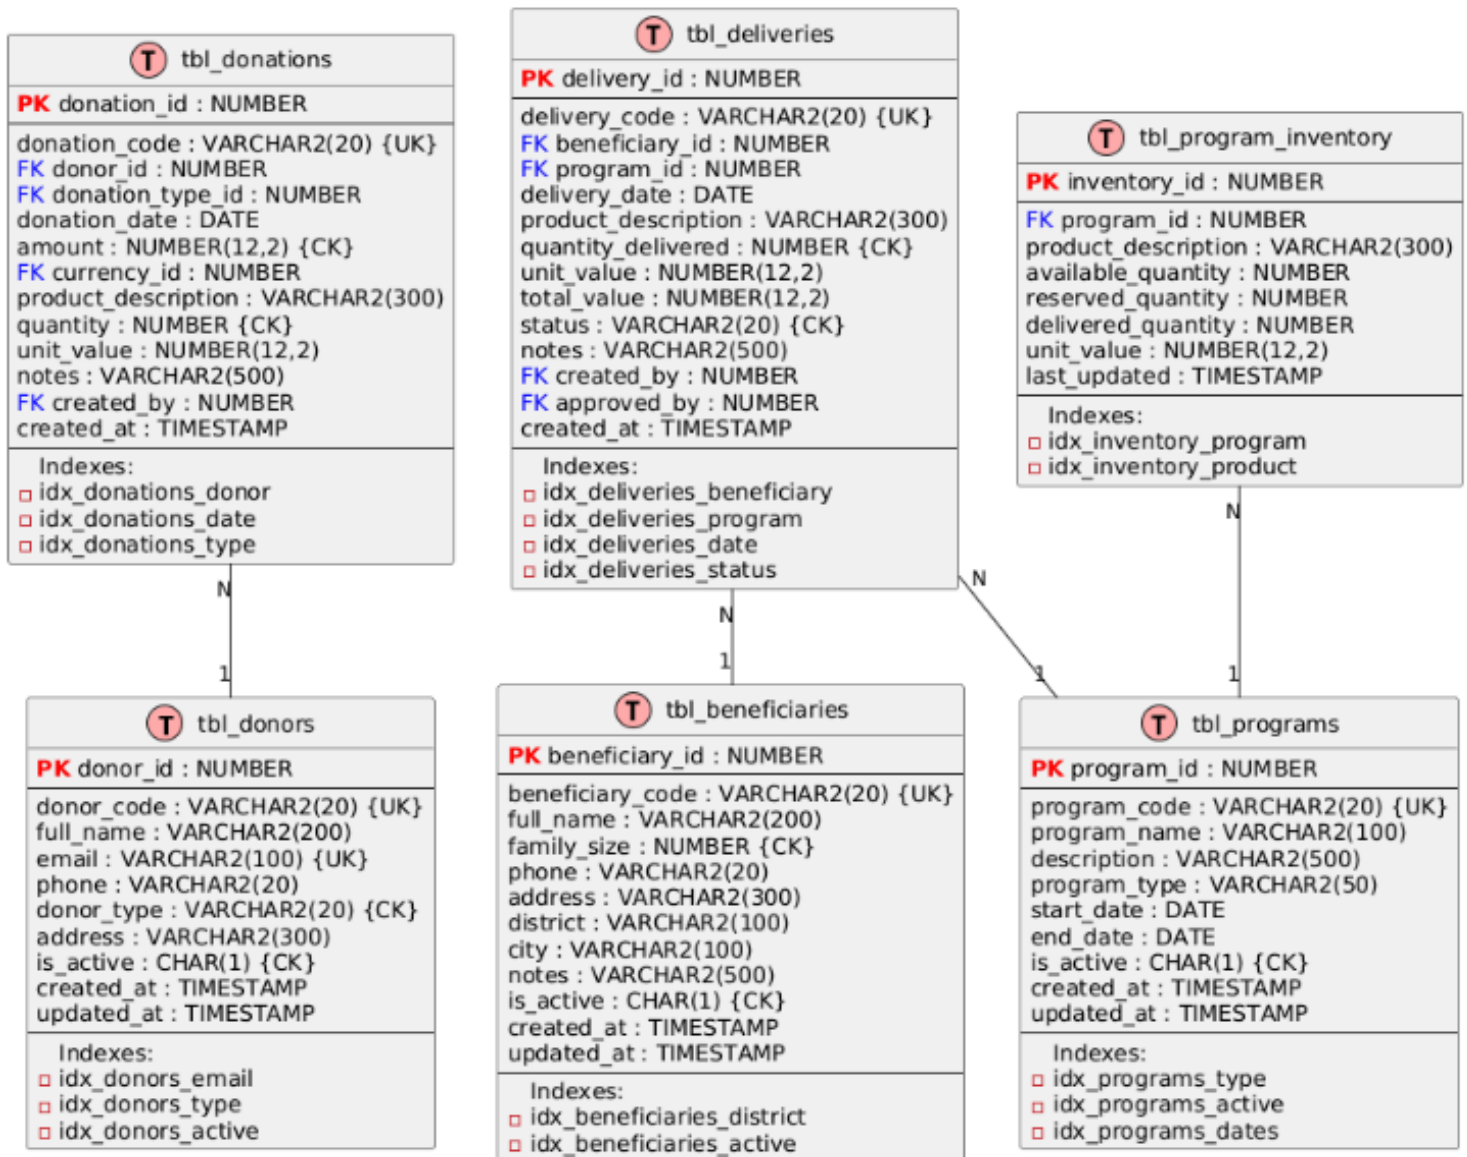 T tbl_donations
PK donation_id : NUMBER
donation_code : VARCHAR2(20) {UK}
FK donor_id : NUMBER
FK donation_type_id : NUMBER
donation_date : DATE
amount : NUMBER(12,2) {CK}
FK currency_id : NUMBER
product_description : VARCHAR2(300)
quantity : NUMBER {CK}
unit_value : NUMBER(12,2)
notes : VARCHAR2(500)
FK created_by : NUMBER
created_at : TIMESTAMP
Indexes:
idx_donations_donor
idx_donations_date
idx_donations_type
T tbl_deliveries
PK delivery_id : NUMBER
delivery_code : VARCHAR2(20) {UK}
FK beneficiary_id : NUMBER
FK program_id : NUMBER
delivery_date : DATE
product_description : VARCHAR2(300)
quantity_delivered : NUMBER {CK}
unit_value : NUMBER(12,2)
total_value : NUMBER(12,2)
status : VARCHAR2(20) {CK}
notes : VARCHAR2(500)
FK created_by : NUMBER
FK approved_by : NUMBER
created_at : TIMESTAMP
Indexes:
idx_deliveries_beneficiary
idx_deliveries_program
idx_deliveries_date
idx_deliveries_status
T tbl_program_inventory
PK inventory_id : NUMBER
FK program_id : NUMBER
product_description : VARCHAR2(300)
available_quantity : NUMBER
reserved_quantity : NUMBER
delivered_quantity : NUMBER
unit_value : NUMBER(12,2)
last_updated : TIMESTAMP
Indexes:
idx_inventory_program
idx_inventory_product
N
1
N
1
N
1
N
1
T tbl_donors
PK donor_id : NUMBER
donor_code : VARCHAR2(20) {UK}
full_name : VARCHAR2(200)
email : VARCHAR2(100) {UK}
phone : VARCHAR2(20)
donor_type : VARCHAR2(20) {CK}
address : VARCHAR2(300)
is_active : CHAR(1) {CK}
created_at : TIMESTAMP
updated_at : TIMESTAMP
Indexes:
idx_donors_email
idx_donors_type
idx_donors_active
T tbl_beneficiaries
PK beneficiary_id : NUMBER
beneficiary_code : VARCHAR2(20) {UK}
full_name : VARCHAR2(200)
family_size : NUMBER {CK}
phone : VARCHAR2(20)
address : VARCHAR2(300)
district : VARCHAR2(100)
city : VARCHAR2(100)
notes : VARCHAR2(500)
is_active : CHAR(1) {CK}
created_at : TIMESTAMP
updated_at : TIMESTAMP
Indexes:
idx_beneficiaries_district
idx_beneficiaries_active
T tbl_programs
PK program_id : NUMBER
program_code : VARCHAR2(20) {UK}
program_name : VARCHAR2(100)
description : VARCHAR2(500)
program_type : VARCHAR2(50)
start_date : DATE
end_date : DATE
is_active : CHAR(1) {CK}
created_at : TIMESTAMP
updated_at : TIMESTAMP
Indexes:
idx_programs_type
idx_programs_active
idx_programs_dates